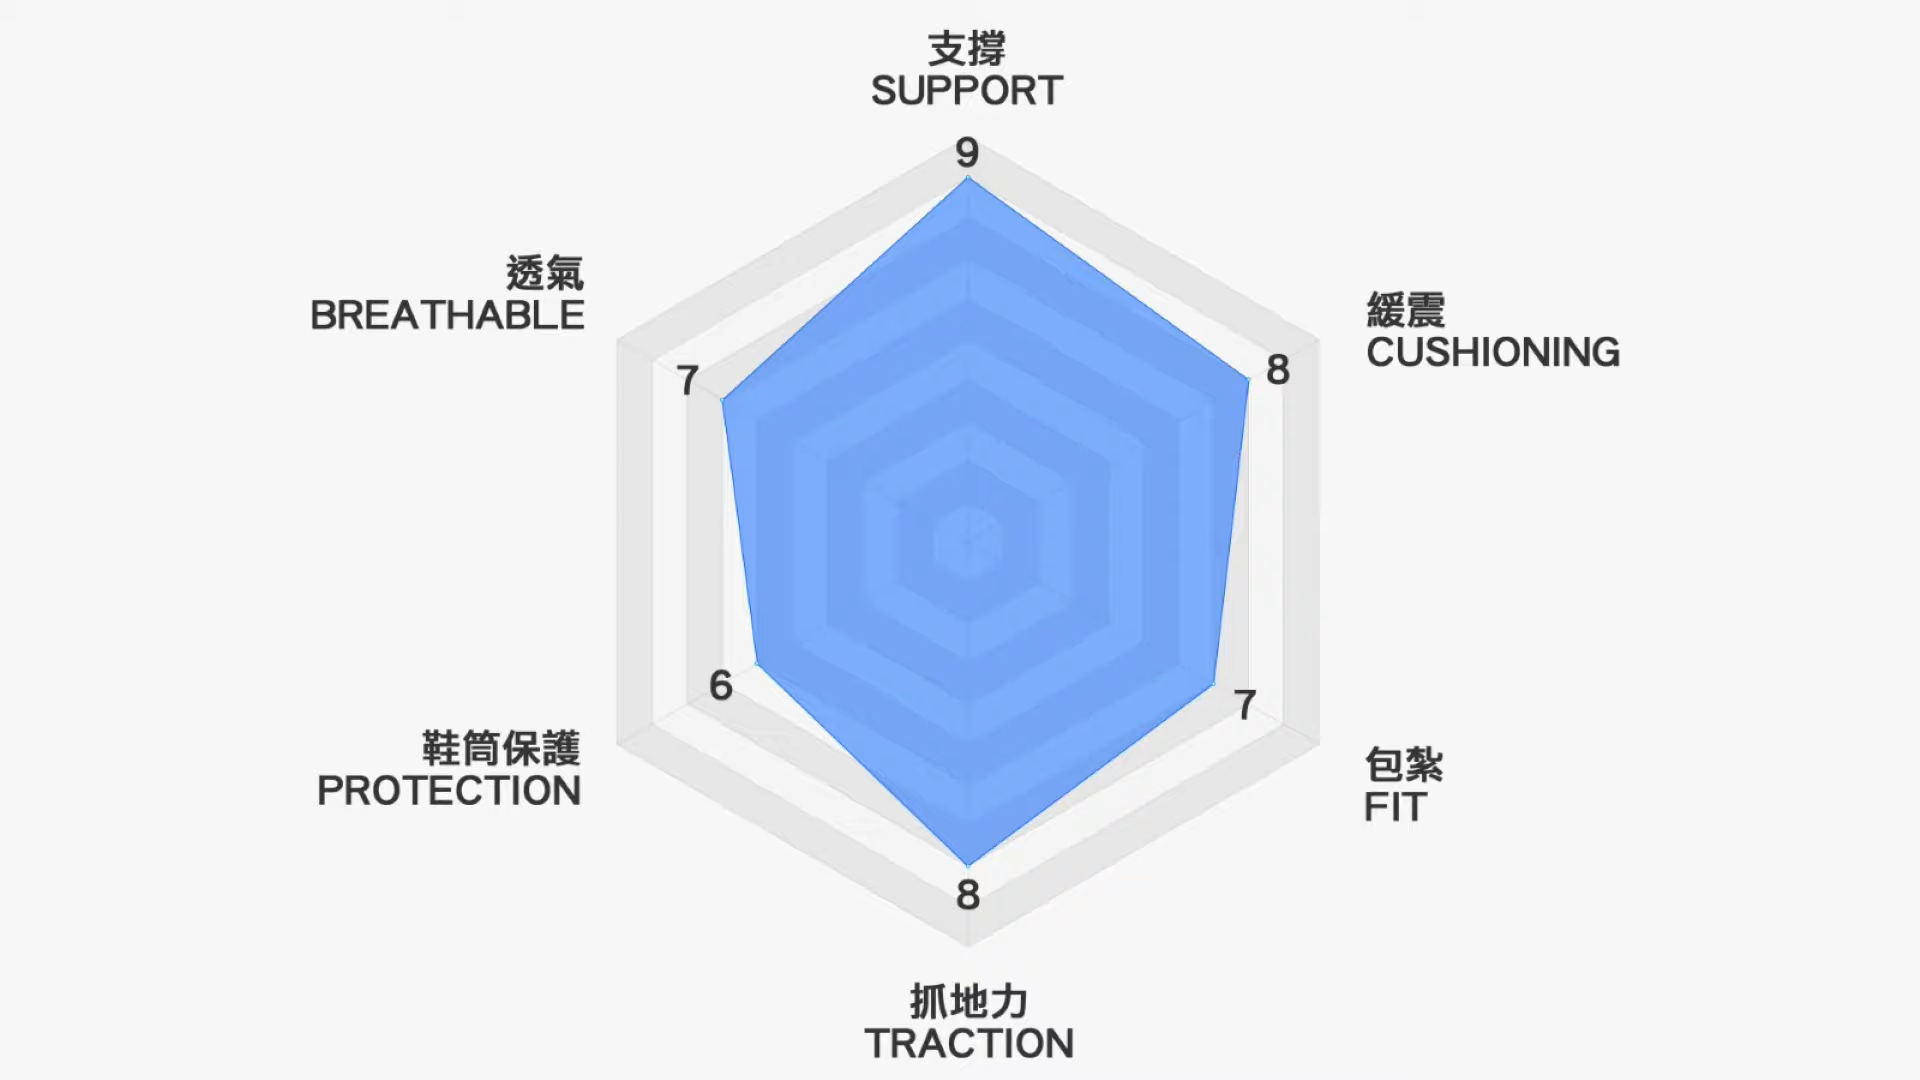 支撐
SUPPORT
9
透氣
BREATHABLE
7
緩震
CUSHIONING
8
鞋筒保護
PROTECTION
6
包紮
FIT
7
8
抓地力
TRACTION